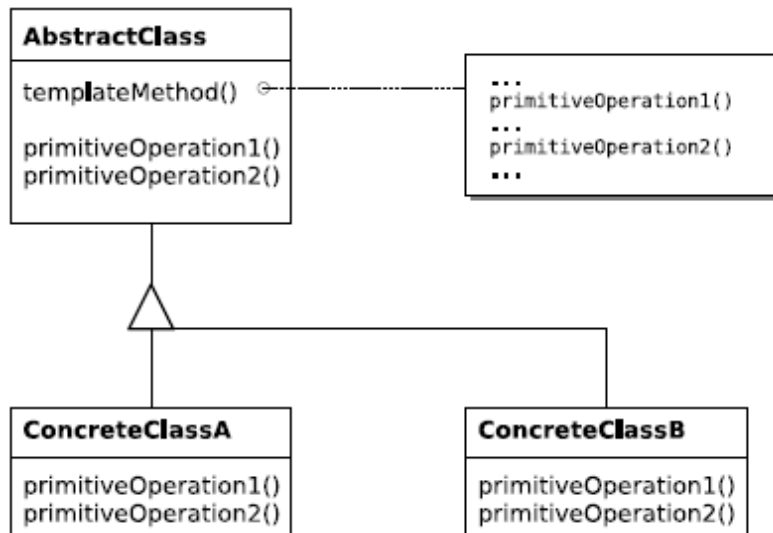 AbstractClass
templateMethod()
primitiveOperation1()
primitiveOperation2()
...
primitiveOperation1()
...
primitiveOperation2()
...
ConcreteClassA
primitiveOperation1()
primitiveOperation2()
ConcreteClassB
primitiveOperation1()
primitiveOperation2()